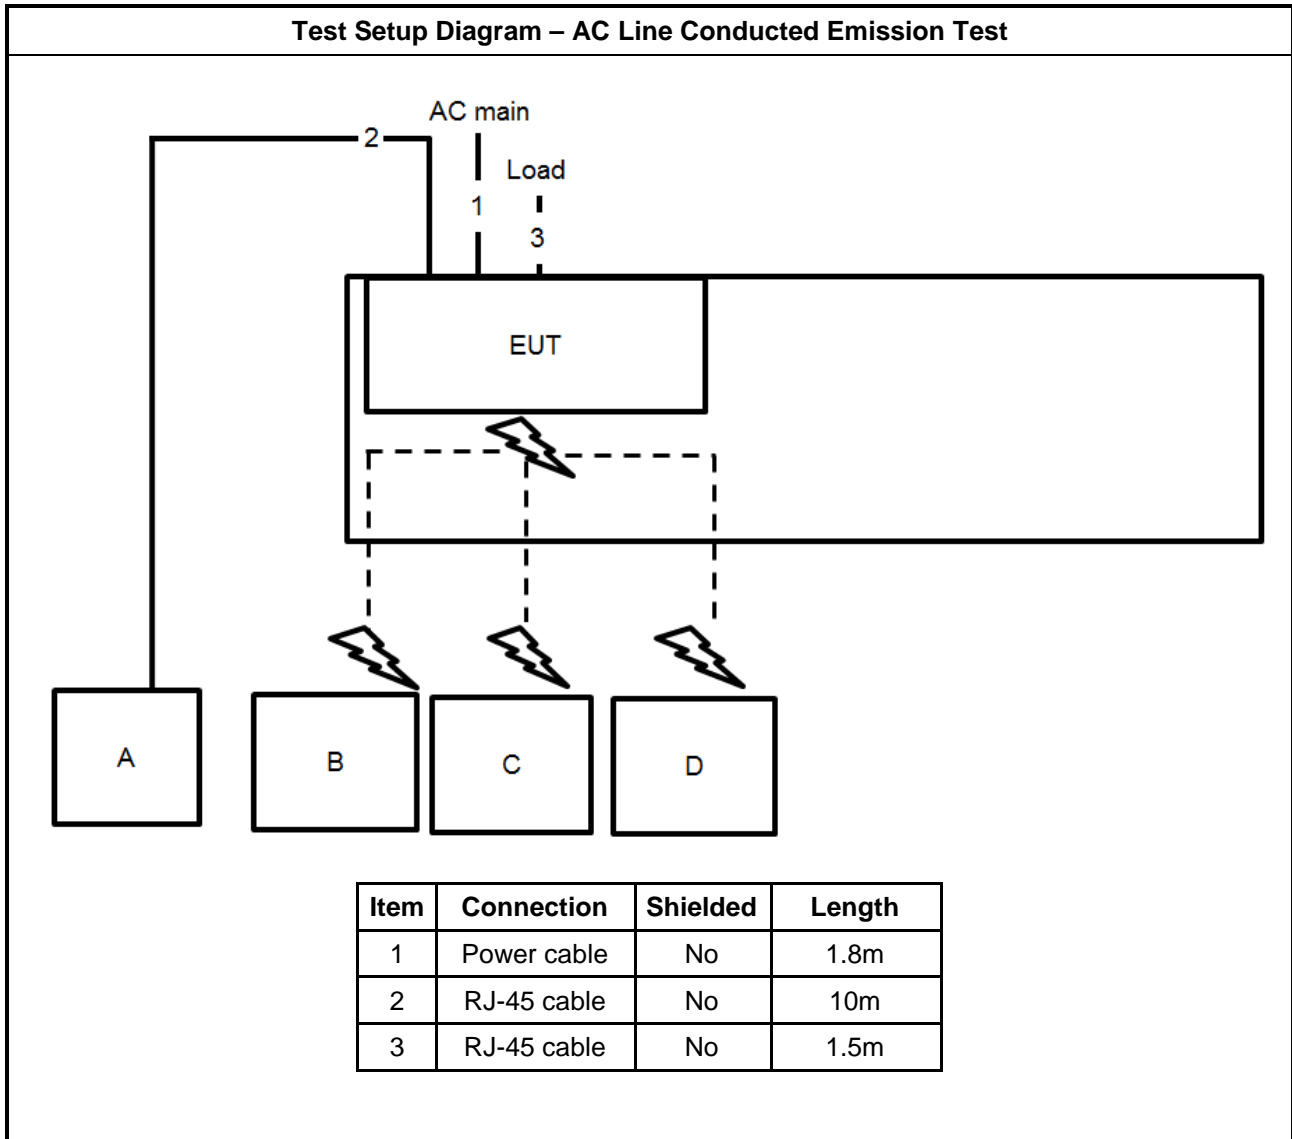 Test Setup Diagram – AC Line Conducted Emission Test
AC main
2
Load
1
3
EUT
A
B
C
D
Item Connection Shielded Length
1 Power cable No 1.8m
2 RJ-45 cable No 10m
3 RJ-45 cable No 1.5m